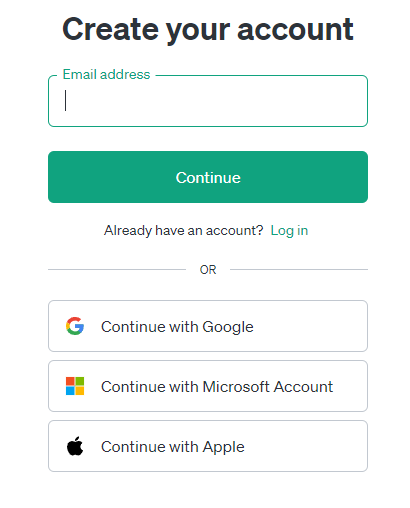 Create your account
Email address
Continue
Already have an account? Log in
OR
Continue with Google
Continue with Microsoft Account
Continue with Apple